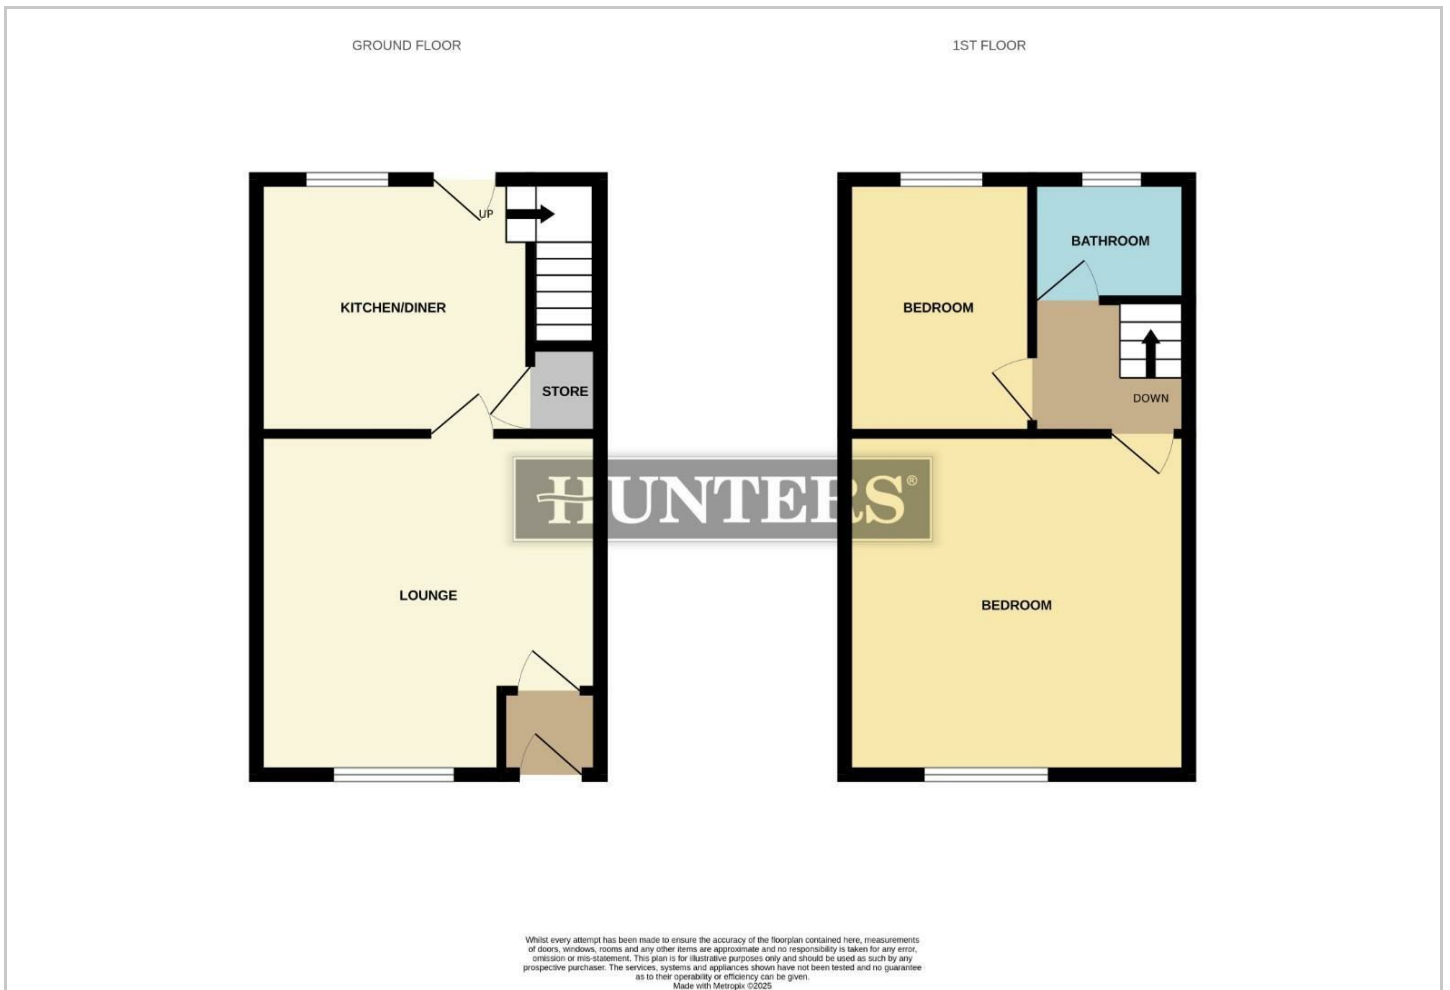 GROUND FLOOR
1ST FLOOR
UP
KITCHEN/DINER
STORE
LOUNGE
BATHROOM
BEDROOM
DOWN
BEDROOM
HUNTERS®
Whilst every attempt has been made to ensure the accuracy of the floorplan contained here, measurements
of doors, windows, rooms and any other items are approximate and no responsibility is taken for any error,
omission or mis-statement. This plan is for illustrative purposes only and should be used as such by any
prospective purchaser. The services, systems and appliances shown have not been tested and no guarantee
as to their operability or efficiency can be given.
Made with Metropix ©2025